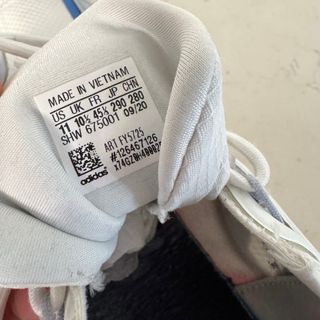 MADE IN VIETNAM
US UK FR JP CHN
11 10½ 45⅓ 290 280
SHW 675001 09/20
ART FY5725
#126467126
adidas